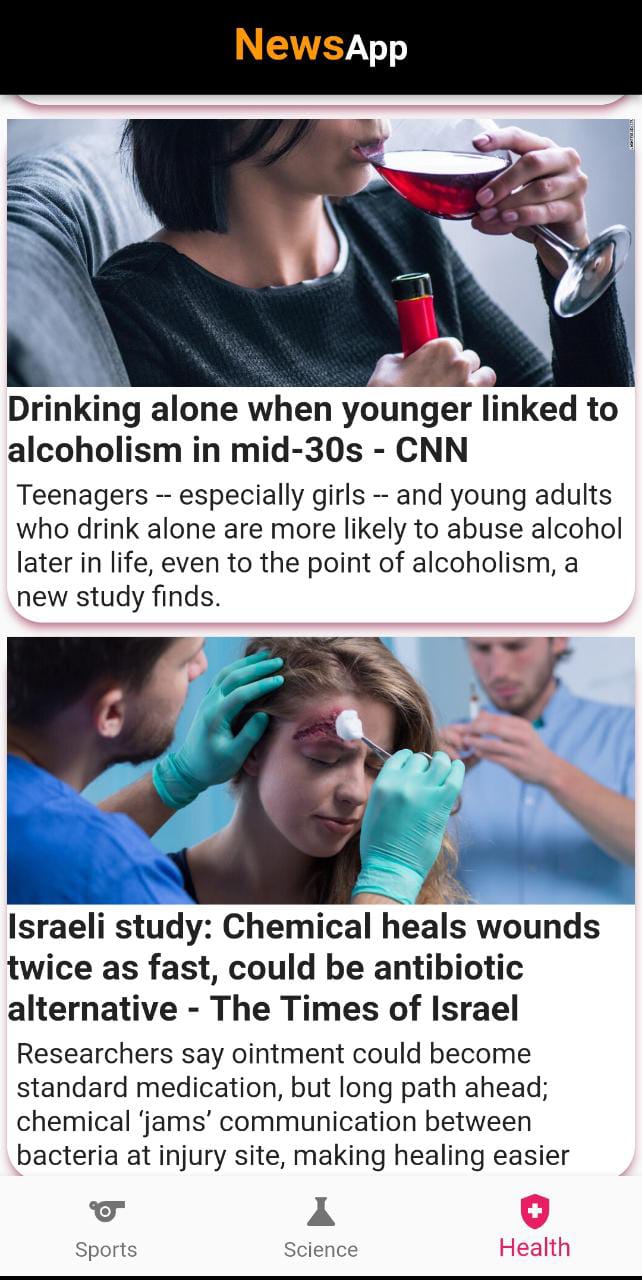 NewsApp
Drinking alone when younger linked to
alcoholism in mid-30s - CNN
Teenagers -- especially girls -- and young adults
who drink alone are more likely to abuse alcohol
later in life, even to the point of alcoholism, a
new study finds.
Israeli study: Chemical heals wounds
twice as fast, could be antibiotic
alternative - The Times of Israel
Researchers say ointment could become
standard medication, but long path ahead;
chemical ‘jams’ communication between
bacteria at injury site, making healing easier
Sports
Science
Health